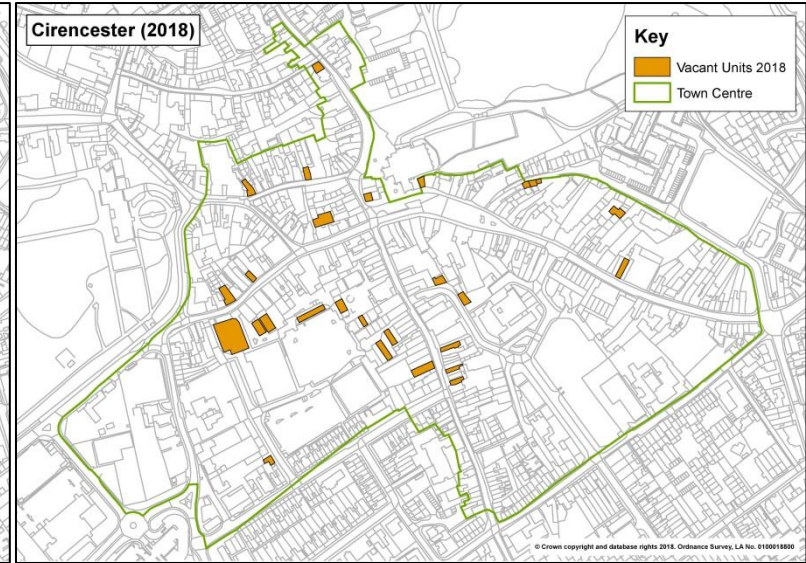 Cirencester (2018)
Key
Vacant Units 2018
Town Centre
© Crown copyright and database rights 2018. Ordnance Survey, LA No. 0100018800